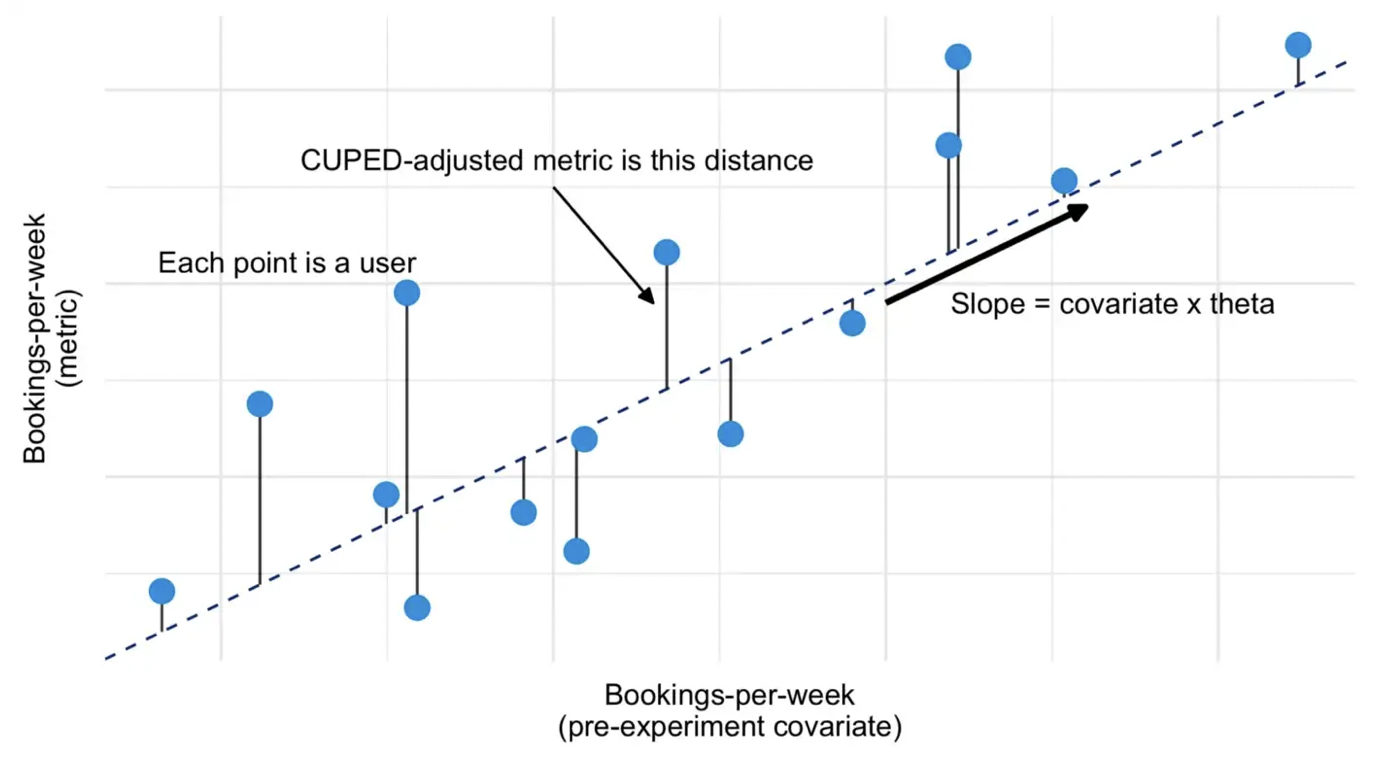 CUPED-adjusted metric is this distance
Each point is a user
Slope = covariate x theta
Bookings-per-week
(metric)
Bookings-per-week
(pre-experiment covariate)